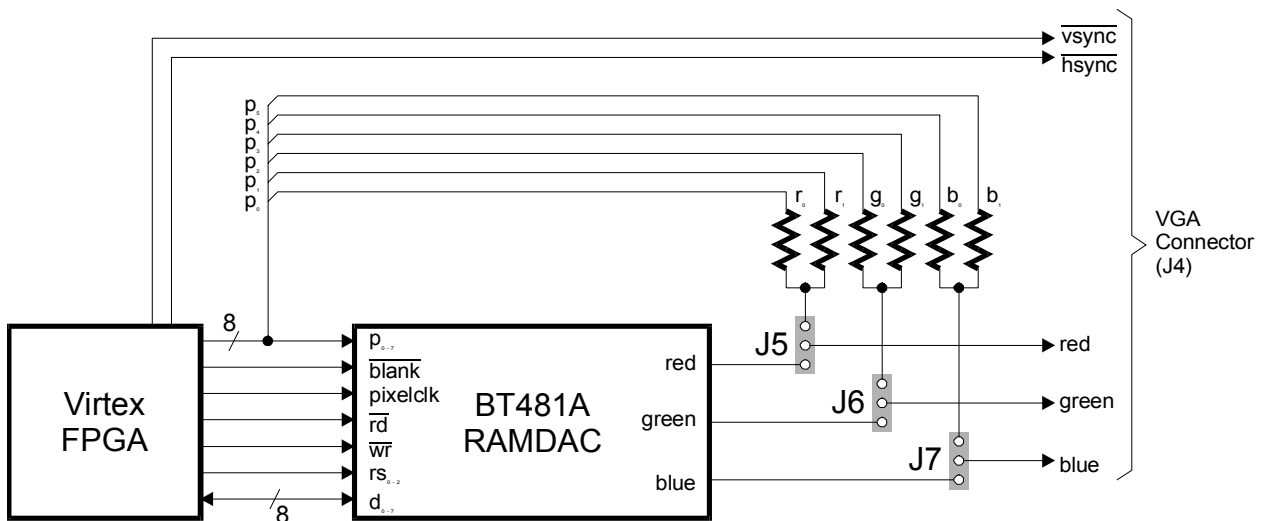 vsync
hsync
p5
p4
p3
p2
p1
p0
r0 r1 g0 g1 b0 b1
VGA
Connector
(J4)
8
Virtex
FPGA
p0-7
blank
pixelclk
rd
wr
rs0-2
d0-7
8
BT481A
RAMDAC
red
green
blue
J5
J6
J7
red
green
blue